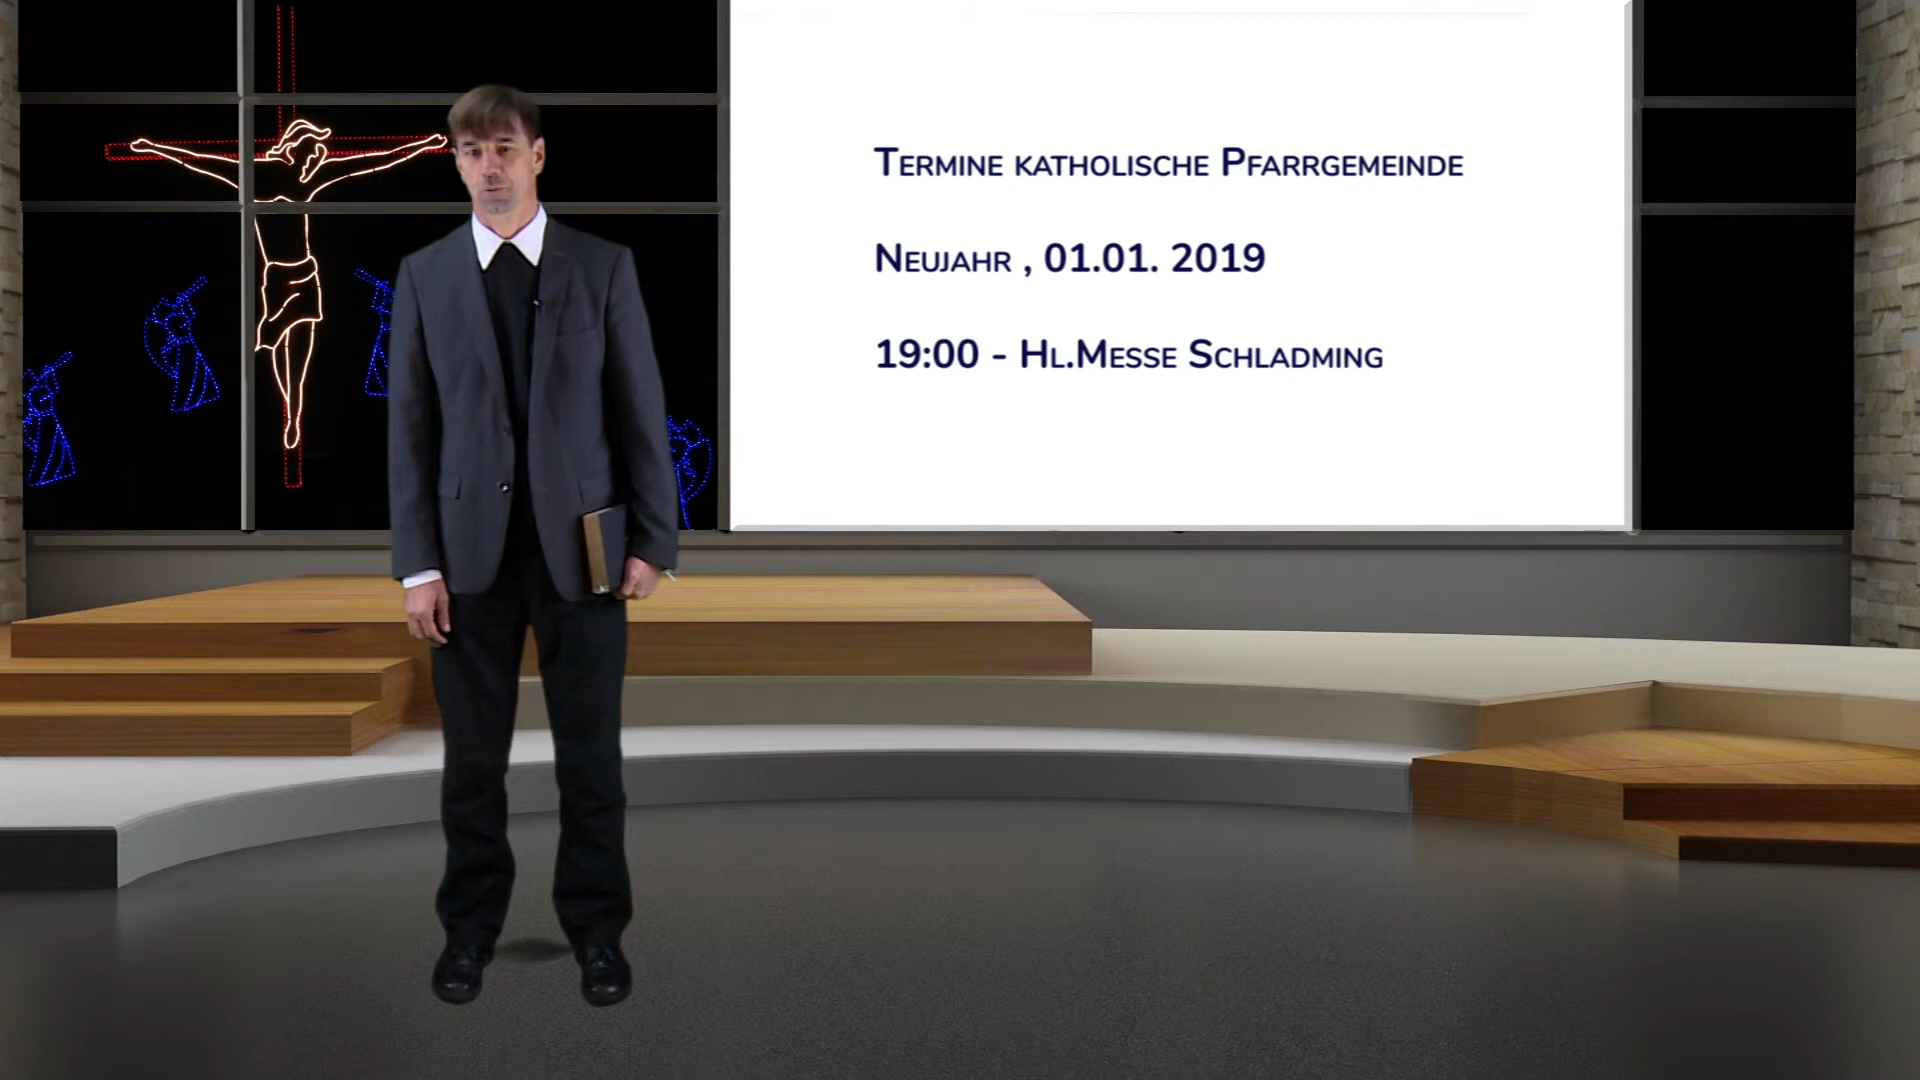 Termine katholische Pfarrgemeinde
Neujahr , 01.01. 2019
19:00 - Hl.Messe Schladming